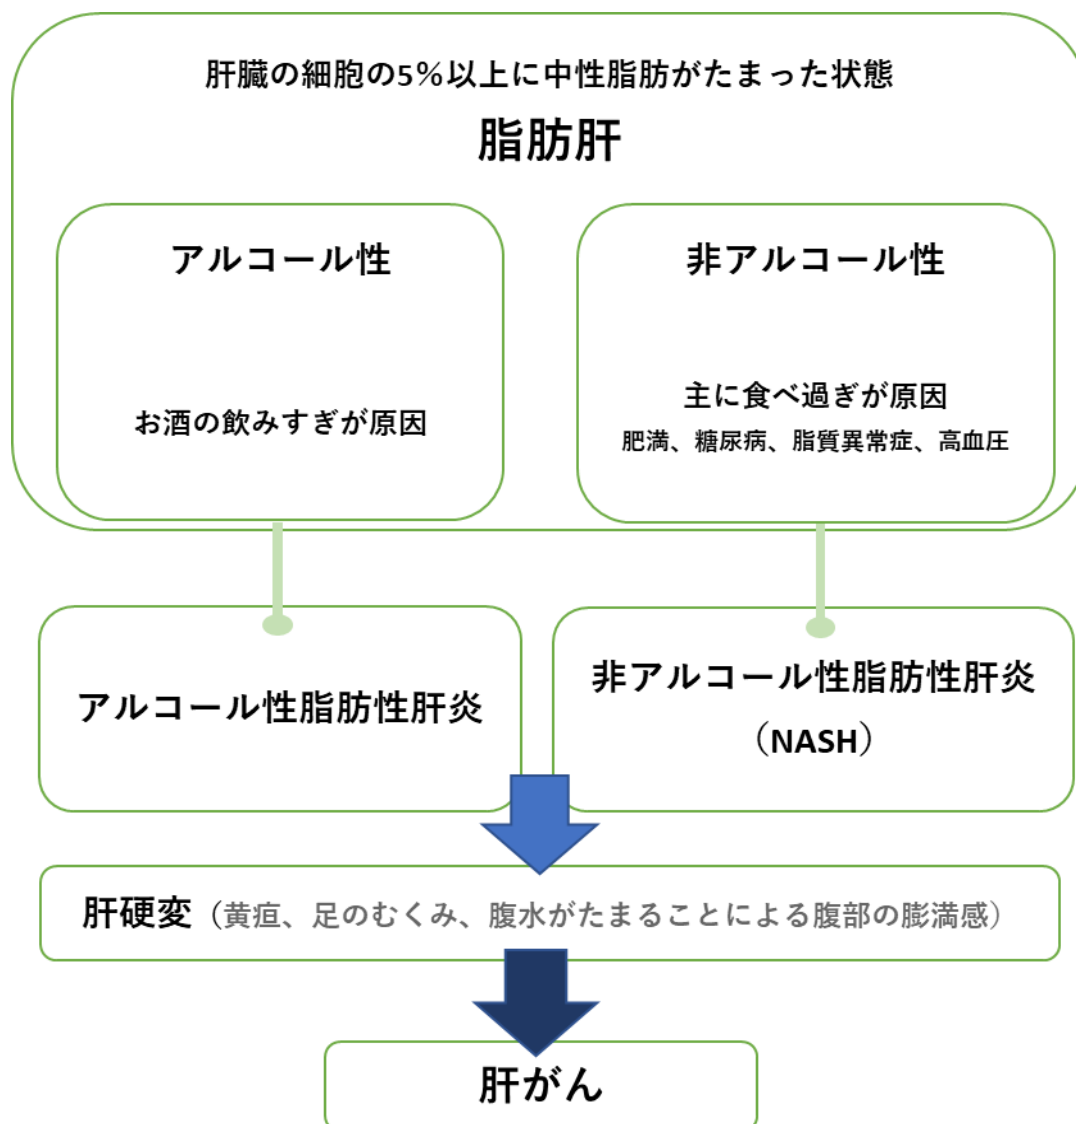 肝臓の細胞の5％以上に中性脂肪がたまった状態
脂肪肝
アルコール性
お酒の飲みすぎが原因
非アルコール性
主に食べ過ぎが原因
肥満、糖尿病、脂質異常症、高血圧
アルコール性脂肪性肝炎
非アルコール性脂肪性肝炎
（NASH）
肝硬変（黄疸、足のむくみ、腹水がたまることによる腹部の膨満感）
肝がん